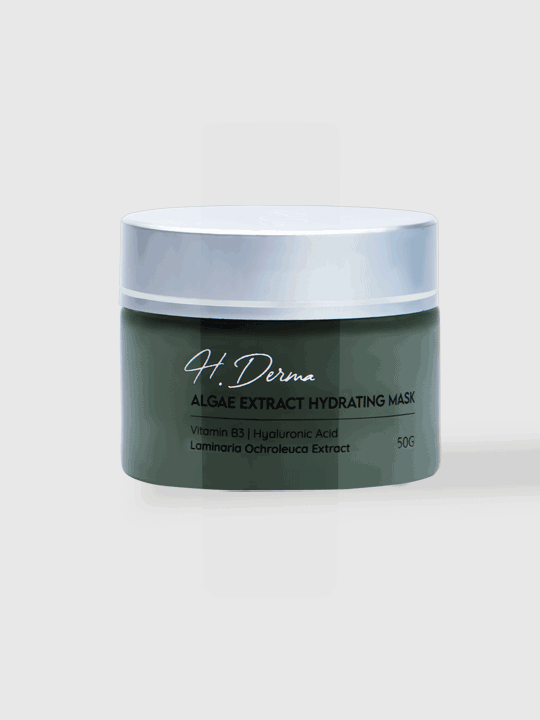 H. Derma
ALGAE EXTRACT HYDRATING MASK
Vitamin B3 | Hyaluronic Acid
Laminaria Ochroleuca Extract
50G